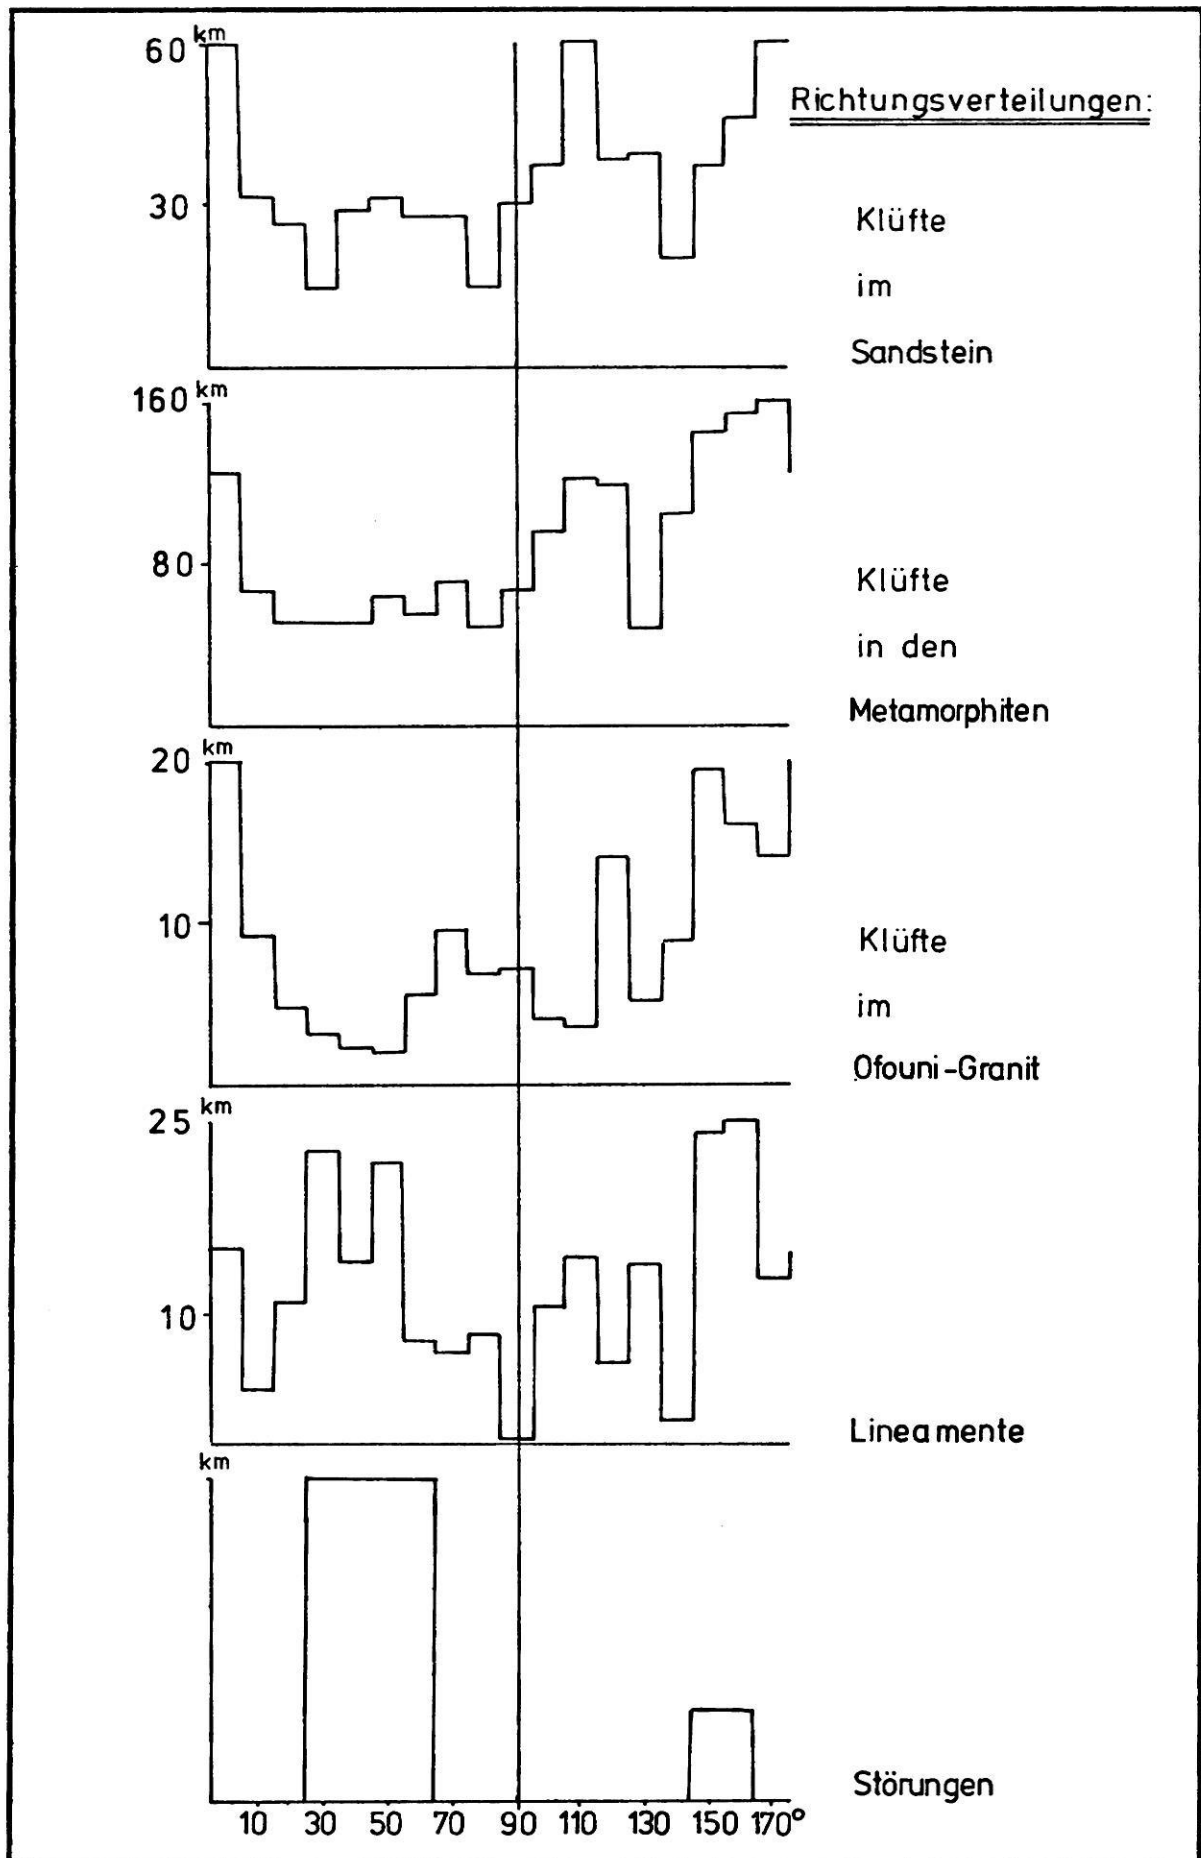 Richtungsverteilungen:
60 km
30
Klüfte
im
Sandstein
160 km
80
Klüfte
in den
Metamorphiten
20 km
10
Klüfte
im
Ofouni-Granit
25 km
10
Lineamente
km
Störungen
10 30 50 70 90 110 130 150 170°